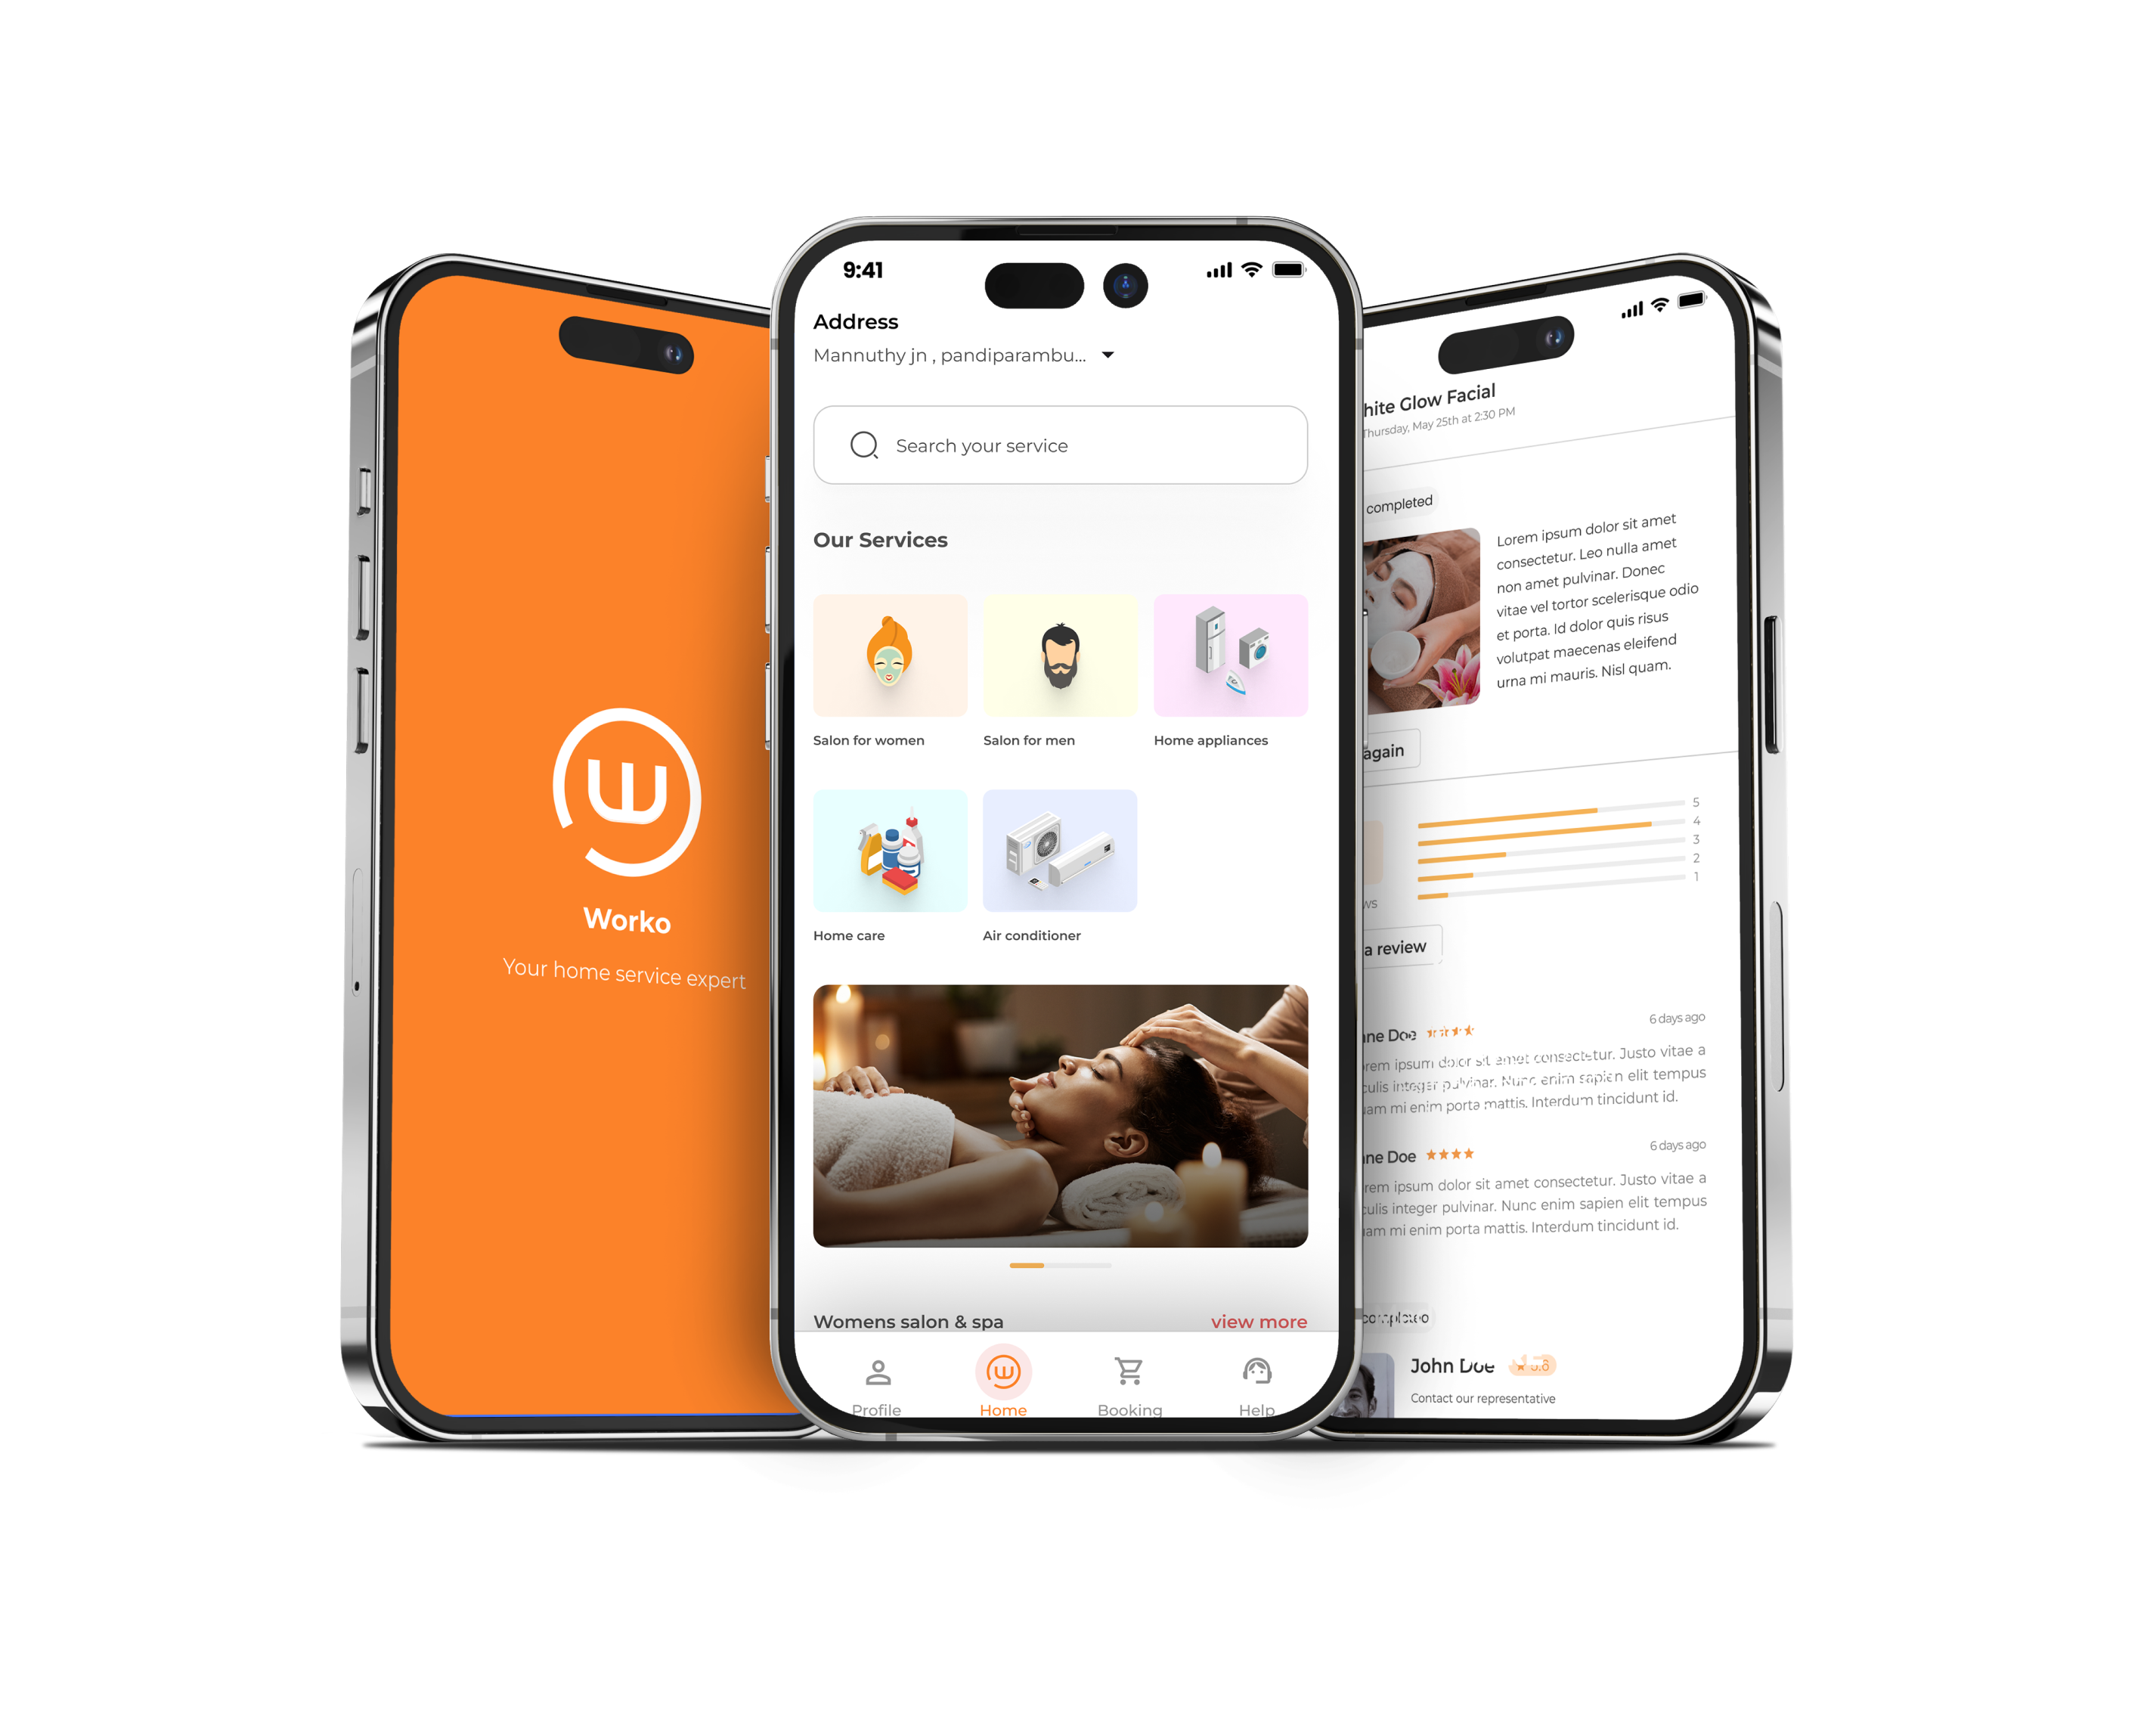 Worko
Your home service expert
9:41
Address
Mannuthy jn , pandiparambu...
Search your service
Our Services
Salon for women
Salon for men
Home appliances
Home care
Air conditioner
Womens salon & spa
view more
Profile
Home
Booking
Help
hite Glow Facial
Thursday, May 25th at 2:30 PM
completed
Lorem ipsum dolor sit amet
consectetur. Leo nulla amet
non amet pulvinar. Donec
vitae vel tortor scelerisque odio
et porta. Id dolor quis risus
volutpat maecenas eleifend
urna mi mauris. Nisl quam.
again
5
4
3
2
1
ws
a review
ne Doe
6 days ago
rem ipsum dolor sit amet consectetur. Justo vitae a
culis integer pulvinar. Nunc enim sapien elit tempus
am mi enim porta mattis. Interdum tincidunt id.
ne Doe
6 days ago
rem ipsum dolor sit amet consectetur. Justo vitae a
culis integer pulvinar. Nunc enim sapien elit tempus
am mi enim porta mattis. Interdum tincidunt id.
completed
John Doe
Contact our representative